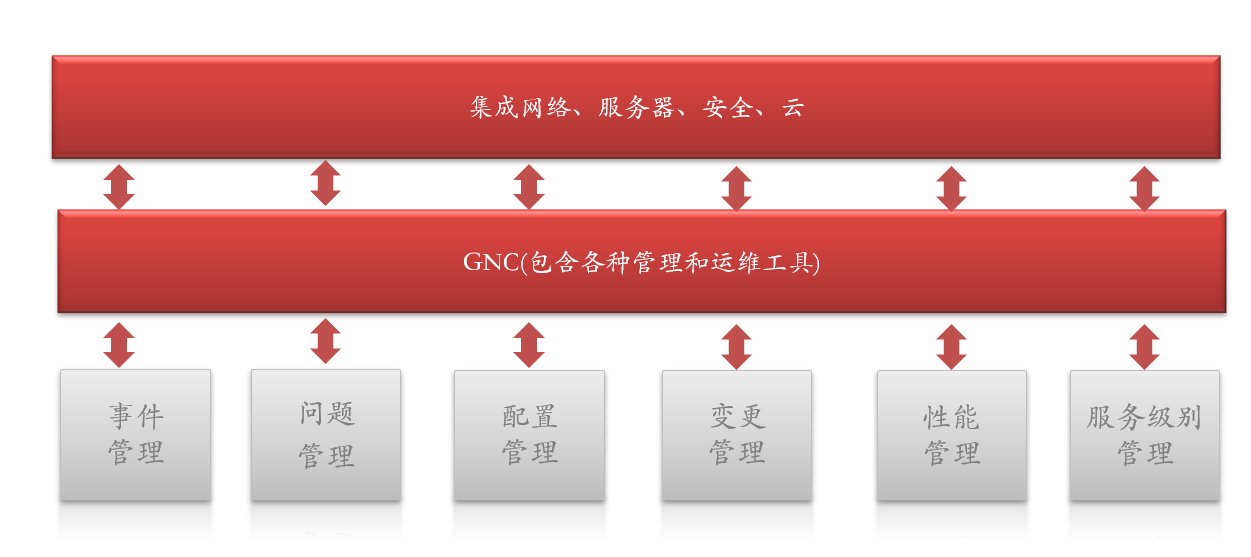 集成网络、服务器、安全、云
GNC(包含各种管理和运维工具)
事件
管理
问题
管理
配置
管理
变更
管理
性能
管理
服务级别
管理